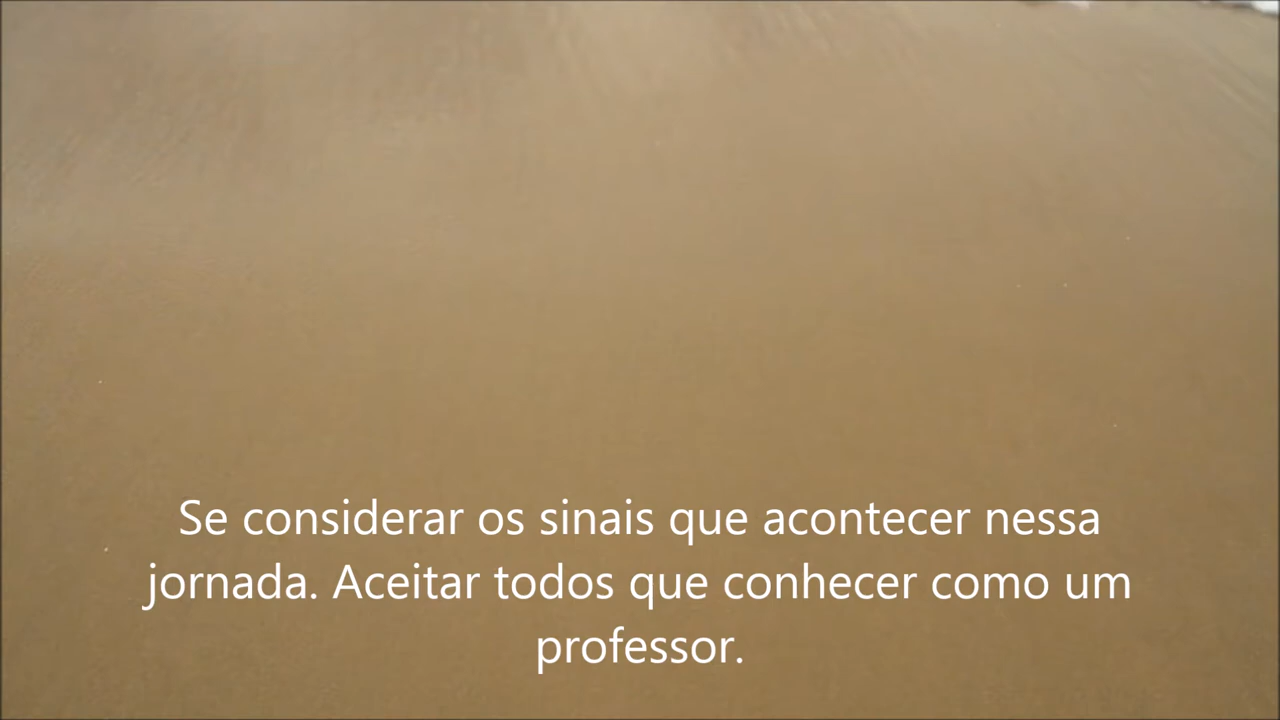 Se considerar os sinais que acontecer nessa
jornada. Aceitar todos que conhecer como um
professor.